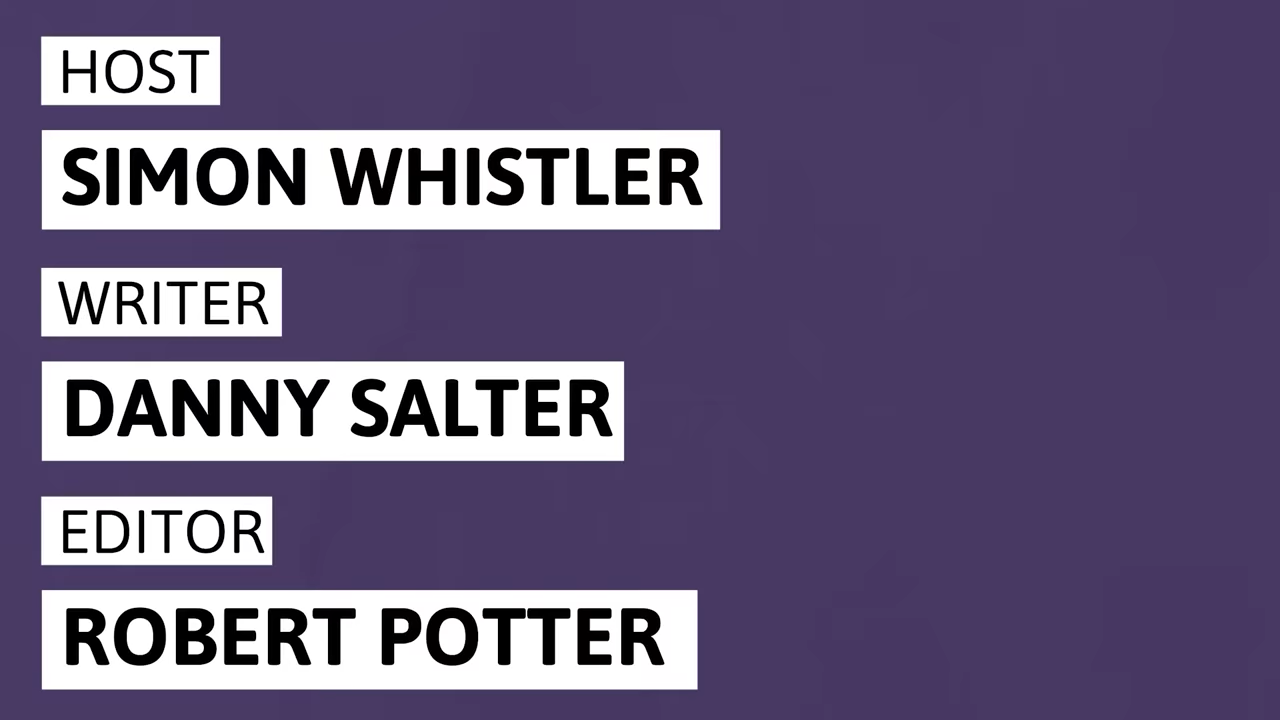 HOST
SIMON WHISTLER
WRITER
DANNY SALTER
EDITOR
ROBERT POTTER